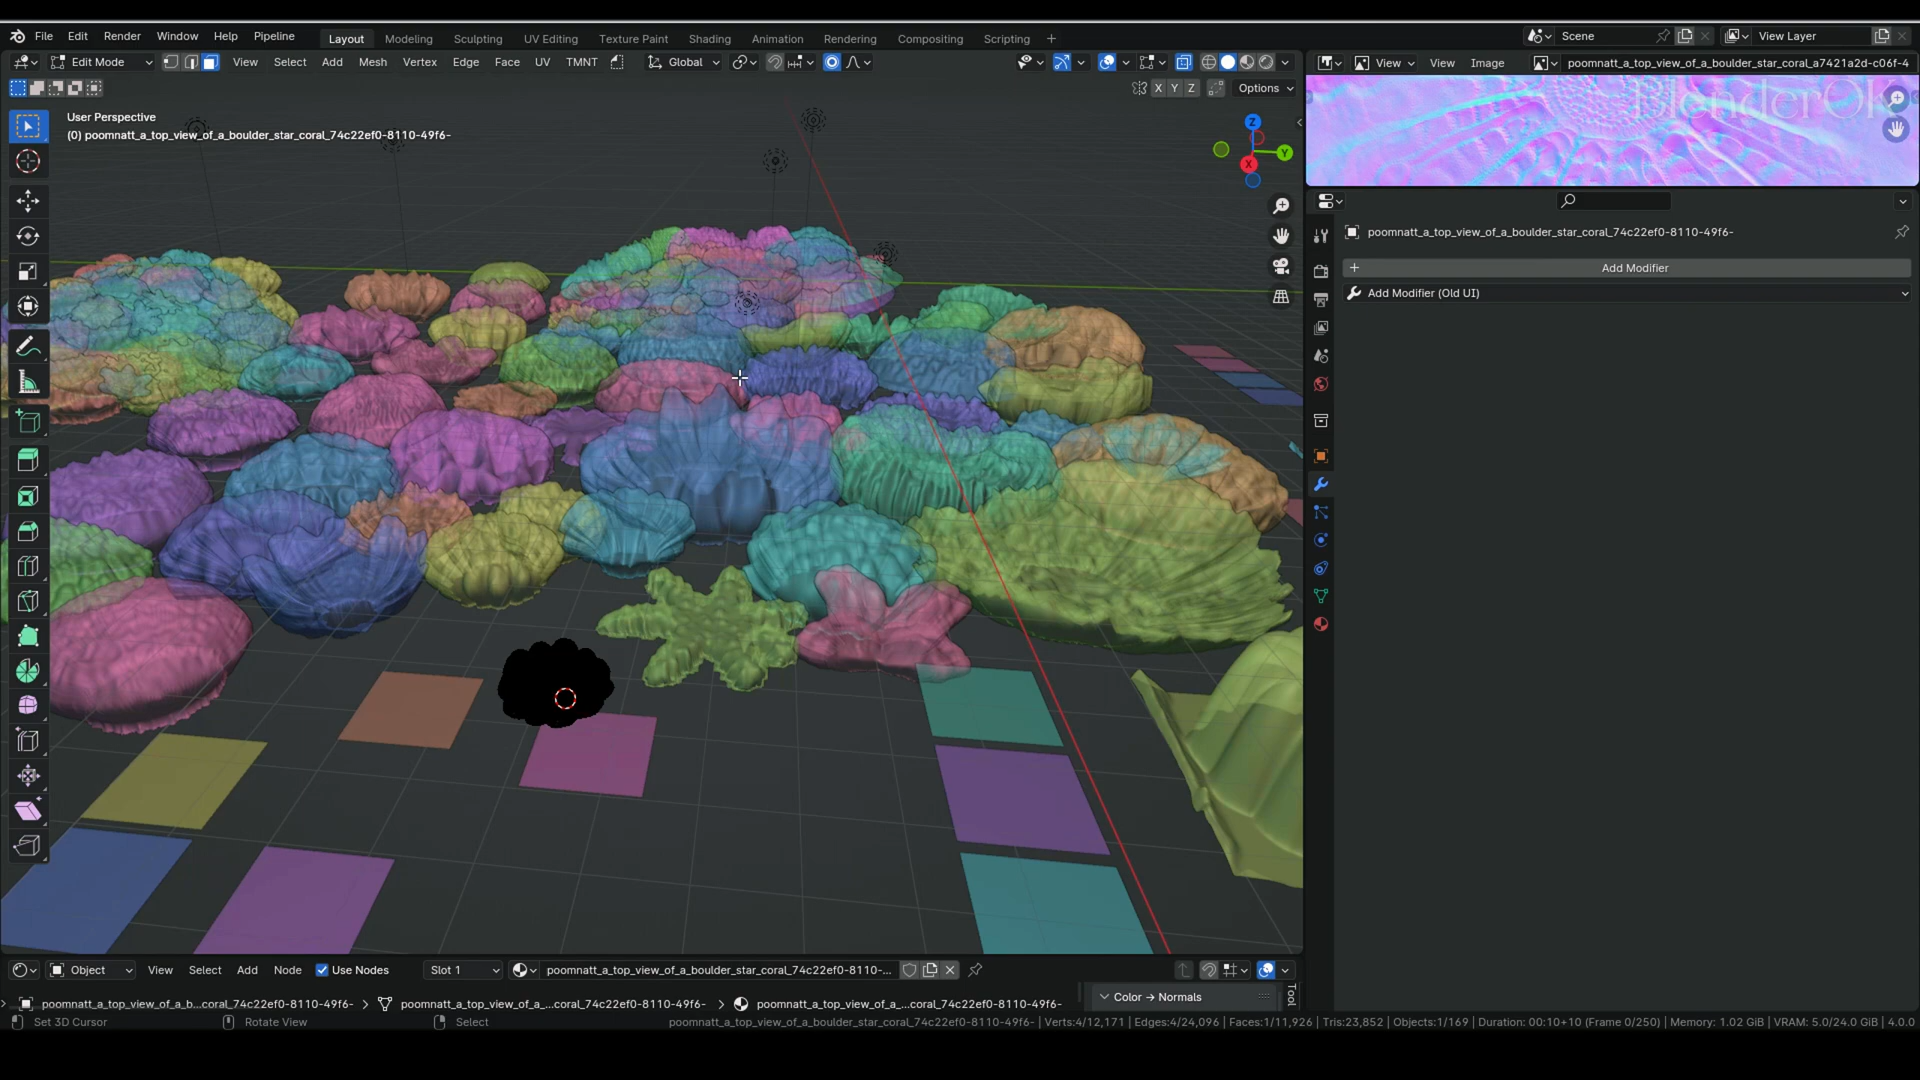 File Edit Render Window Help Pipeline
Layout Modeling Sculpting UV Editing Texture Paint Shading Animation Rendering Compositing Scripting +
Scene
View Layer
Edit Mode View Select Add Mesh Vertex Edge Face UV TMNT Global
View View Image poomnatt_a_top_view_of_a_boulder_star_coral_a7421a2d-c06f-4
X Y Z Options
User Perspective
(0) poomnatt_a_top_view_of_a_boulder_star_coral_74c22ef0-8110-49f6-
Z
Y
X
poomnatt_a_top_view_of_a_boulder_star_coral_74c22ef0-8110-49f6-
Add Modifier
Add Modifier (Old UI)
Object View Select Add Node Use Nodes Slot 1 poomnatt_a_top_view_of_a_boulder_star_coral_74c22ef0-8110-...
poomnatt_a_top_view_of_a_b...coral_74c22ef0-8110-49f6- poomnatt_a_top_view_of_a_...coral_74c22ef0-8110-49f6- poomnatt_a_top_view_of_a_...coral_74c22ef0-8110-49f6-
Color → Normals
Tool
Set 3D Cursor Rotate View Select
poomnatt_a_top_view_of_a_boulder_star_coral_74c22ef0-8110-49f6- | Verts:4/12,171 | Edges:4/24,096 | Faces:1/11,926 | Tris:23,852 | Objects:1/169 | Duration: 00:10+10 (Frame 0/250) | Memory: 1.02 GiB | VRAM: 5.0/24.0 GiB | 4.0.0